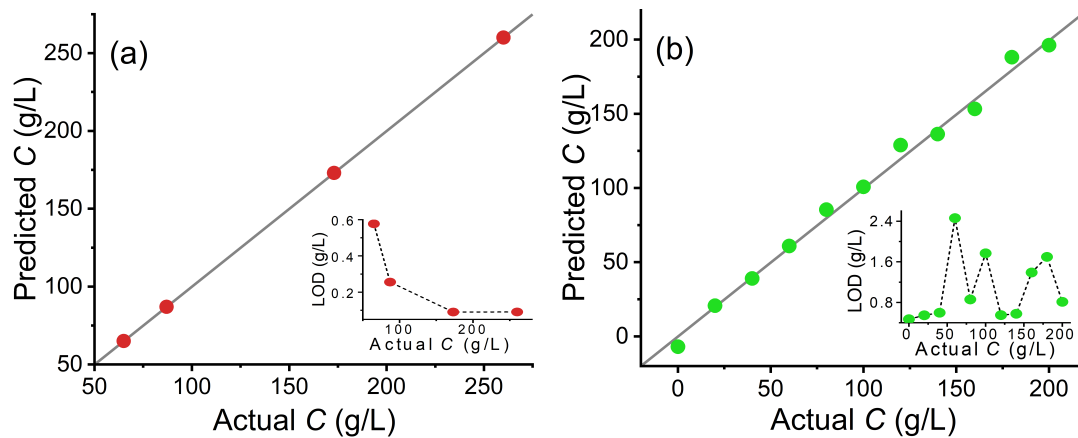 (a)
250
200
150
100
50
50 100 150 200 250
Predicted C (g/L)
Actual C (g/L)
0.6
0.4
0.2
100 200
LOD (g/L)
Actual C (g/L)
(b)
200
150
100
50
0
0 50 100 150 200
Predicted C (g/L)
Actual C (g/L)
2.4
1.6
0.8
0 50 100 150 200
LOD (g/L)
Actual C (g/L)